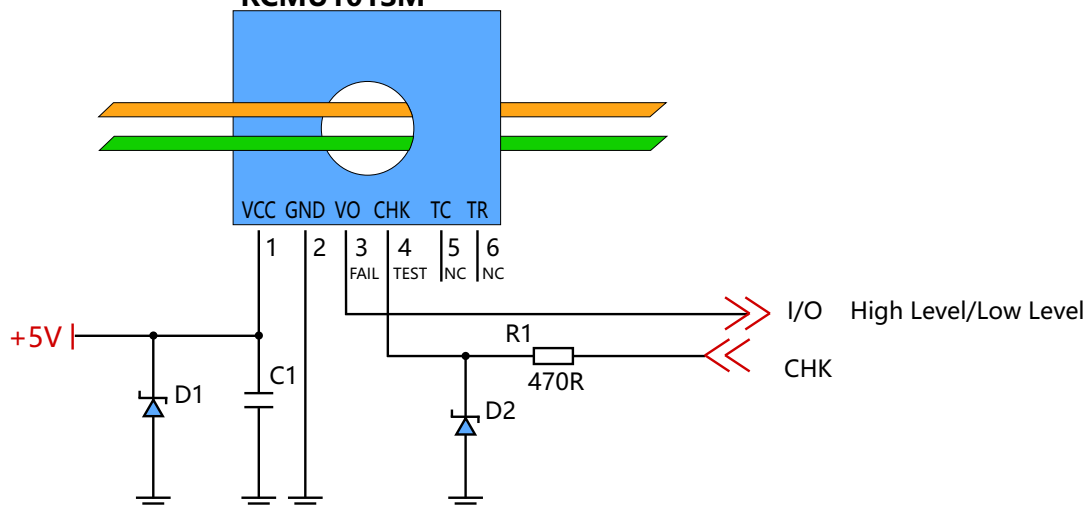 VCC GND VO CHK TC TR
1 2 3 4 5 6
FAIL TEST NC NC
I/O High Level/Low Level
+5V
R1
CHK
C1
470R
D1
D2